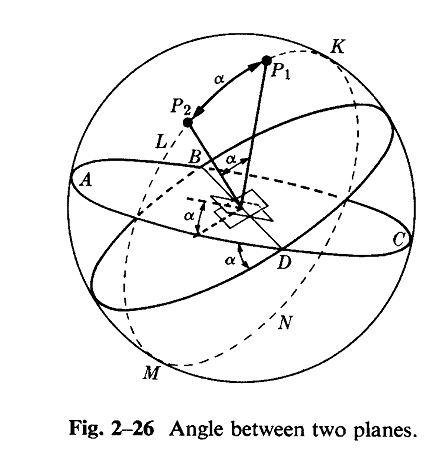 K
P1
α
P2
L
B
α
A
α
C
α
D
N
M
Fig. 2–26 Angle between two planes.